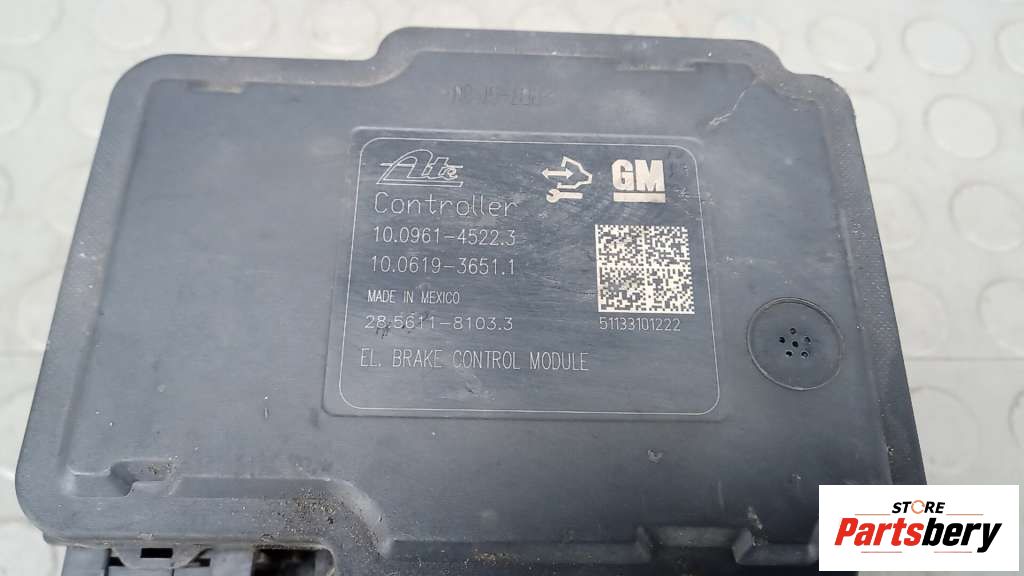 Ate
GM
Controller
10.0961-4522.3
10.0619-3651.1
MADE IN MEXICO
28.5611-8103.3
51133101222
EL. BRAKE CONTROL MODULE
STORE
Partsbery